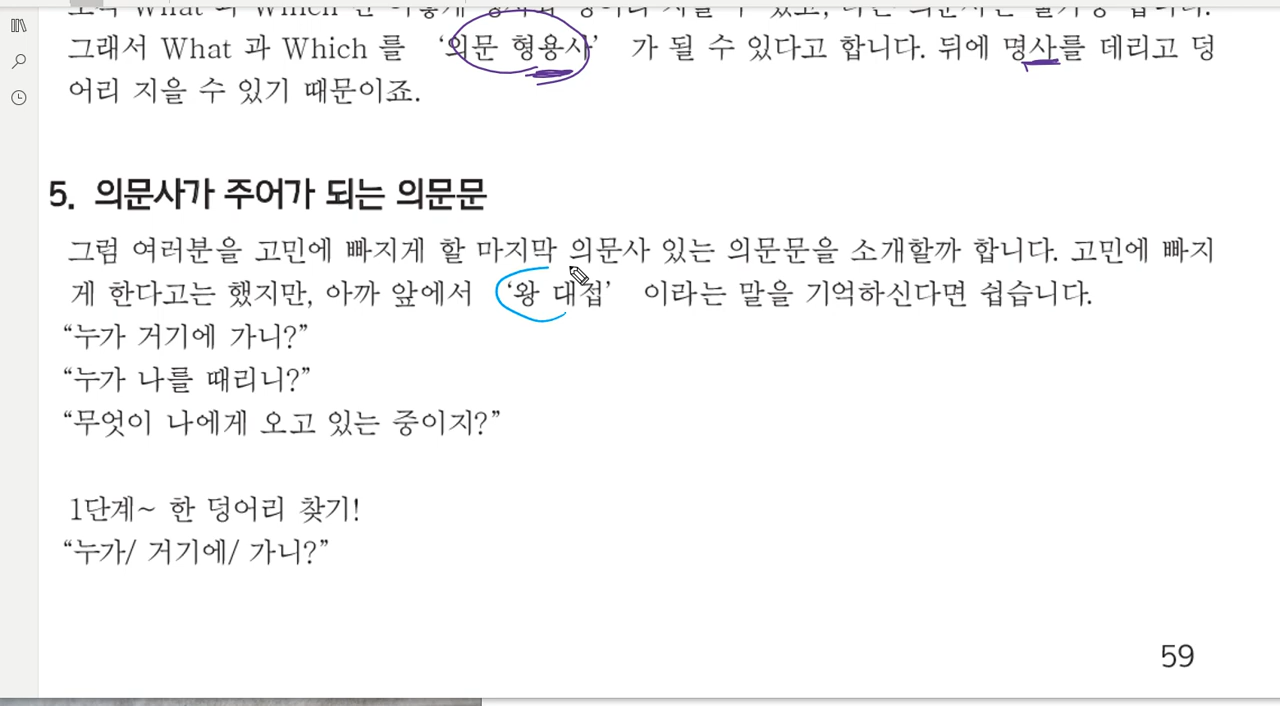 그래서 What 과 Which 를 ‘의문 형용사’ 가 될 수 있다고 합니다. 뒤에 명사를 데리고 덩
어리 지을 수 있기 때문이죠.
5. 의문사가 주어가 되는 의문문
그럼 여러분을 고민에 빠지게 할 마지막 의문사 있는 의문문을 소개할까 합니다. 고민에 빠지
게 한다고는 했지만, 아까 앞에서 ‘왕 대접’ 이라는 말을 기억하신다면 쉽습니다.
“누가 거기에 가니?”
“누가 나를 때리니?”
“무엇이 나에게 오고 있는 중이지?”
1단계~ 한 덩어리 찾기!
“누가/ 거기에/ 가니?”
59